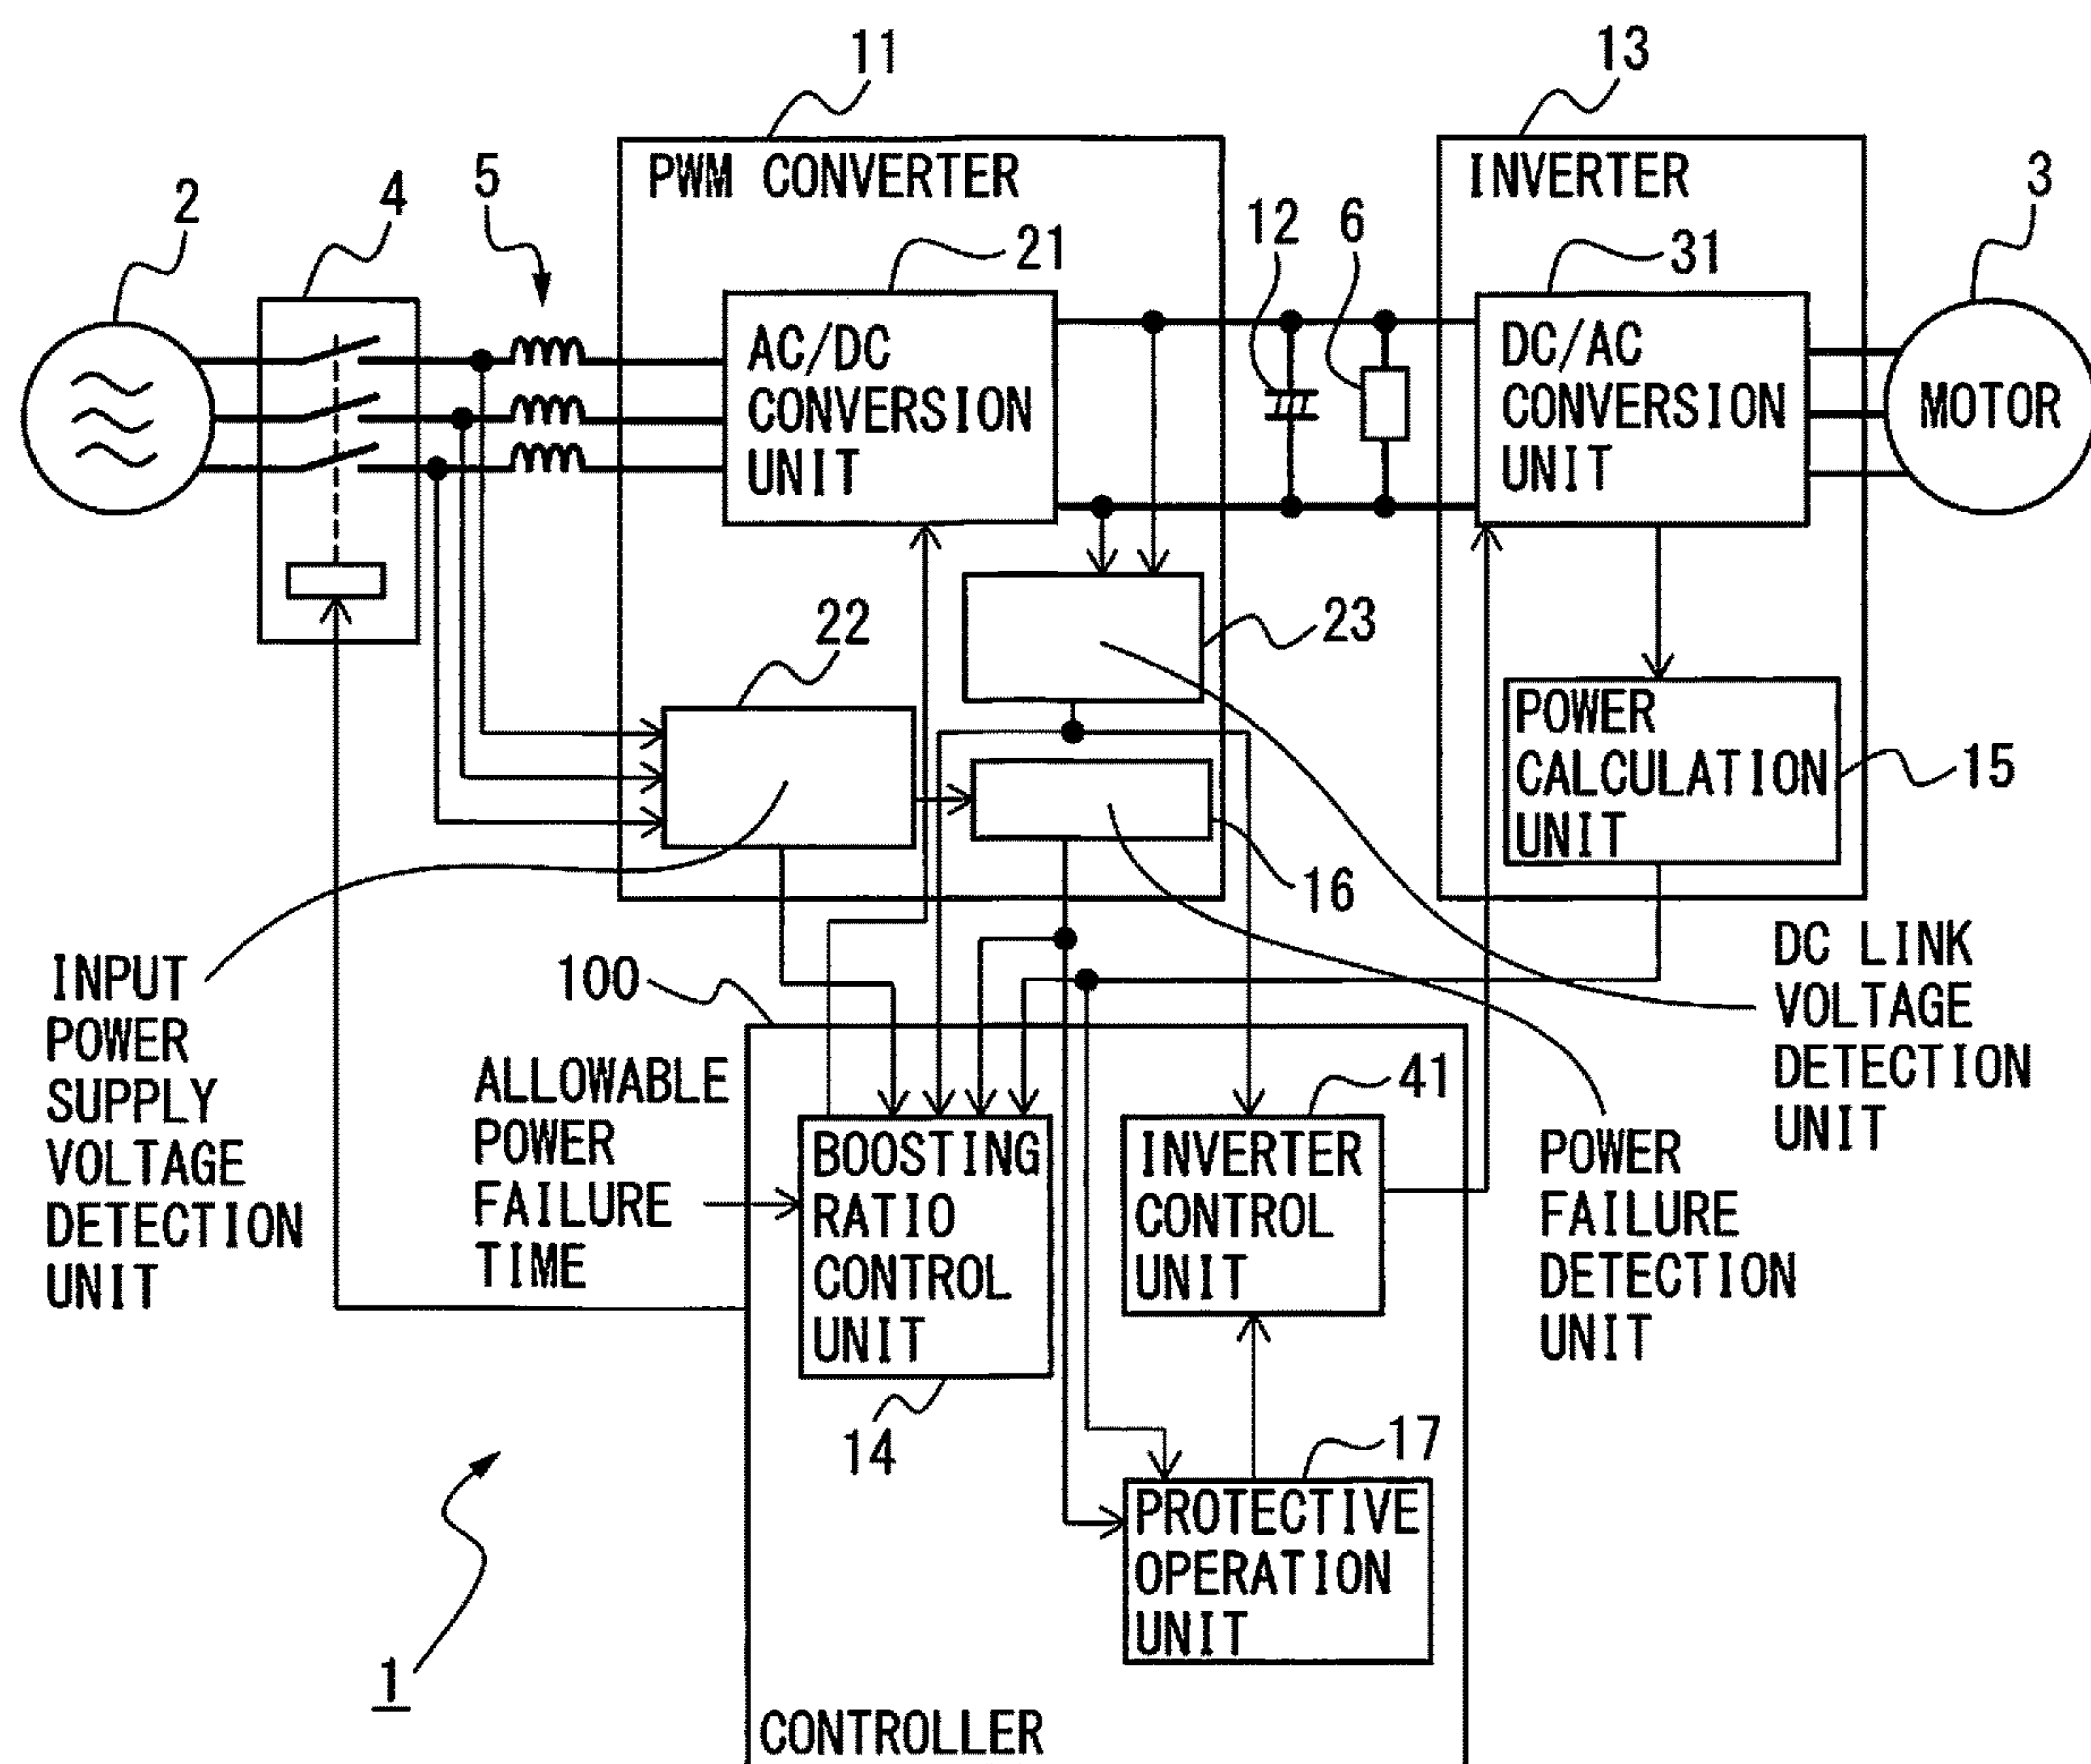 11
13
PWM CONVERTER
INVERTER
2
4
5
12
6
3
21
31
AC/DC
CONVERSION
UNIT
DC/AC
CONVERSION
UNIT
MOTOR
22
23
POWER
CALCULATION
UNIT
15
16
INPUT
POWER
SUPPLY
VOLTAGE
DETECTION
UNIT
100
DC LINK
VOLTAGE
DETECTION
UNIT
ALLOWABLE
POWER
FAILURE
TIME
41
BOOSTING
RATIO
CONTROL
UNIT
INVERTER
CONTROL
UNIT
POWER
FAILURE
DETECTION
UNIT
14
17
PROTECTIVE
OPERATION
UNIT
1
CONTROLLER